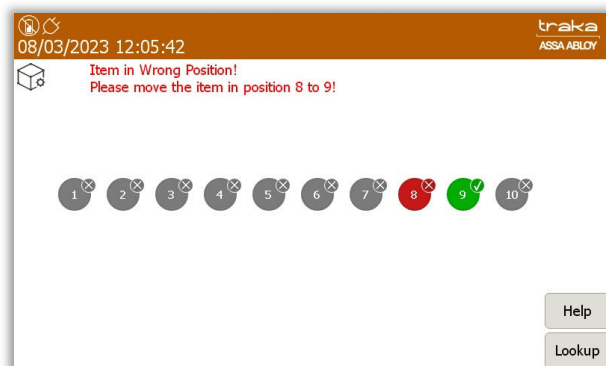 traka
08/03/2023 12:05:42
ASSA ABLOY
Item in Wrong Position!
Please move the item in position 8 to 9!
1 2 3 4 5 6 7 8 9 10
Help
Lookup